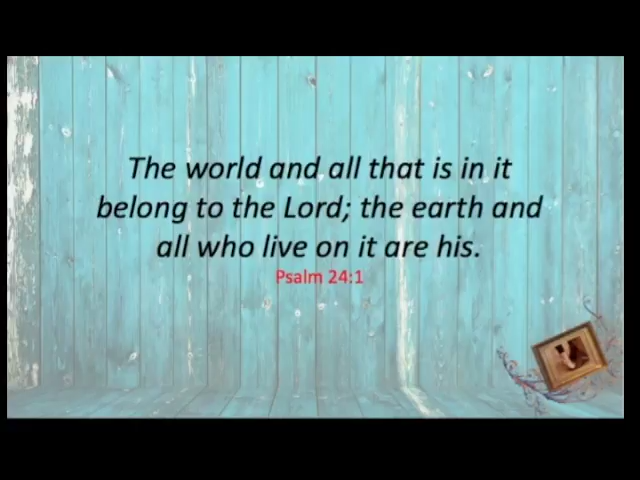 The world and all that is in it
belong to the Lord; the earth and
all who live on it are his.
Psalm 24:1